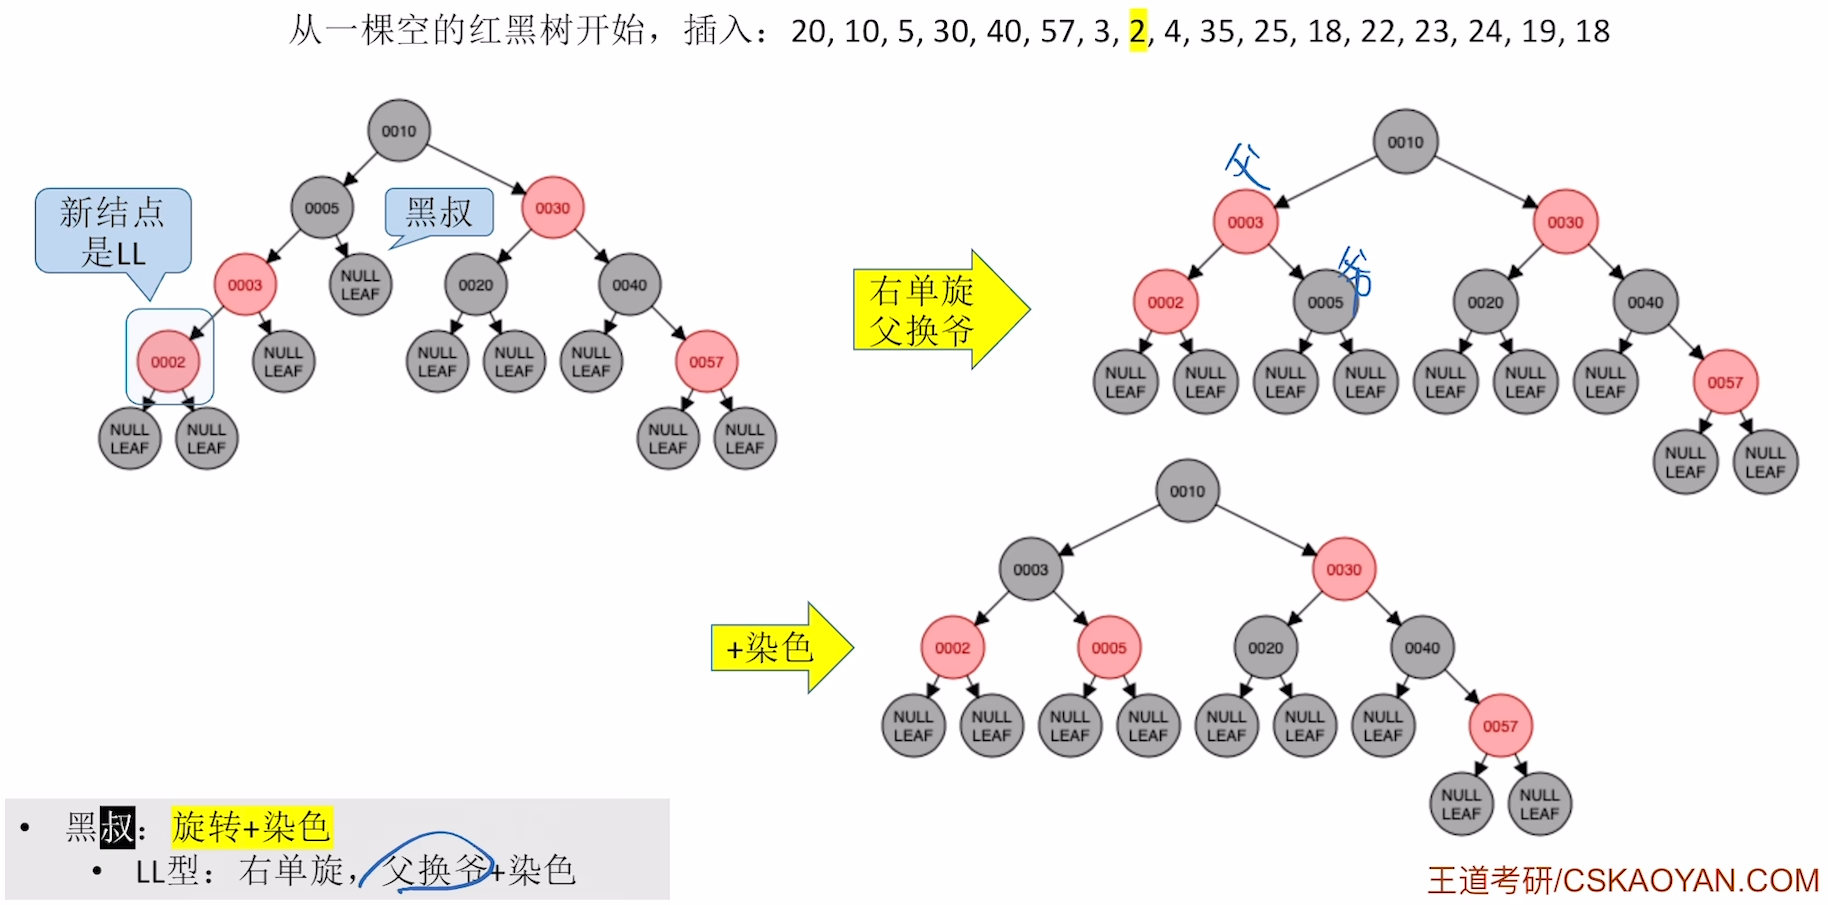 从一棵空的红黑树开始，插入：20, 10, 5, 30, 40, 57, 3, 2, 4, 35, 25, 18, 22, 23, 24, 19, 18
0010
0005
0030
新结点
是LL
黑叔
0003
NULL
LEAF
0020
0040
0002
NULL
LEAF
NULL
LEAF
NULL
LEAF
NULL
LEAF
0057
NULL
LEAF
NULL
LEAF
NULL
LEAF
NULL
LEAF
右单旋
父换爷
0010
父
0003
0030
爷
0002
0005
0020
0040
NULL
LEAF
NULL
LEAF
NULL
LEAF
NULL
LEAF
NULL
LEAF
NULL
LEAF
NULL
LEAF
0057
NULL
LEAF
NULL
LEAF
+染色
0010
0003
0030
0002
0005
0020
0040
NULL
LEAF
NULL
LEAF
NULL
LEAF
NULL
LEAF
NULL
LEAF
NULL
LEAF
NULL
LEAF
0057
NULL
LEAF
NULL
LEAF
• 黑叔：旋转+染色
• LL型：右单旋，父换爷+染色
王道考研/CSKAOYAN.COM